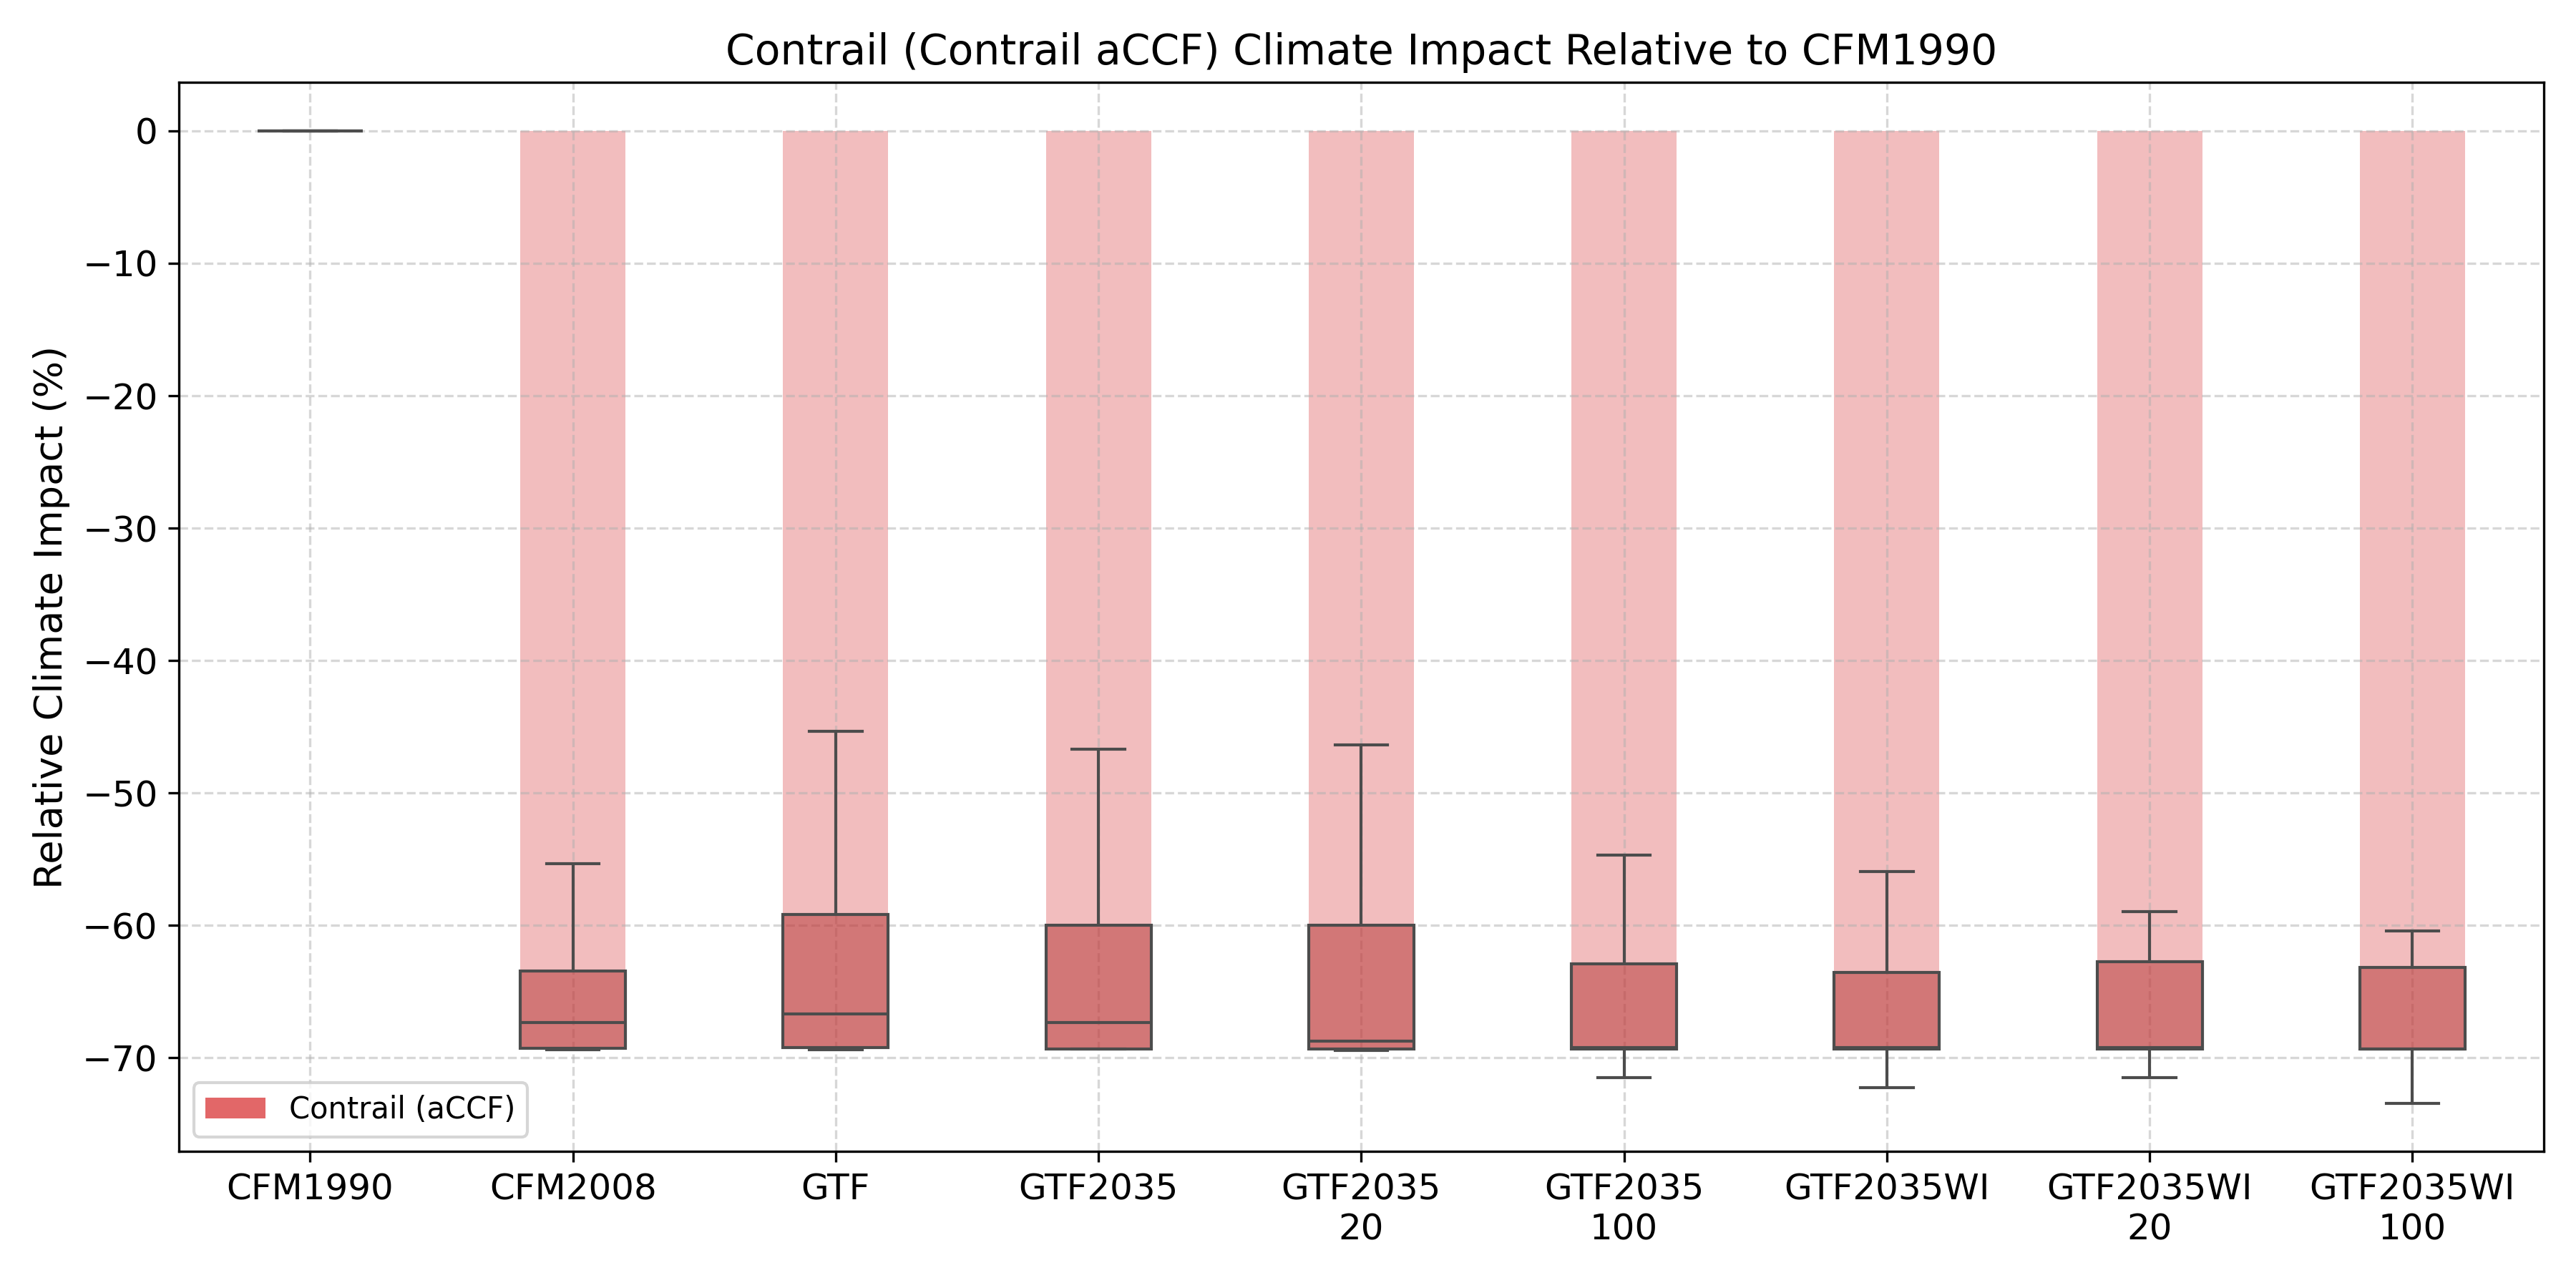 Contrail (Contrail aCCF) Climate Impact Relative to CFM1990
Relative Climate Impact (%)
0
−10
−20
−30
−40
−50
−60
−70
Contrail (aCCF)
CFM1990
CFM2008
GTF
GTF2035
GTF2035
20
GTF2035
100
GTF2035WI
GTF2035WI
20
GTF2035WI
100